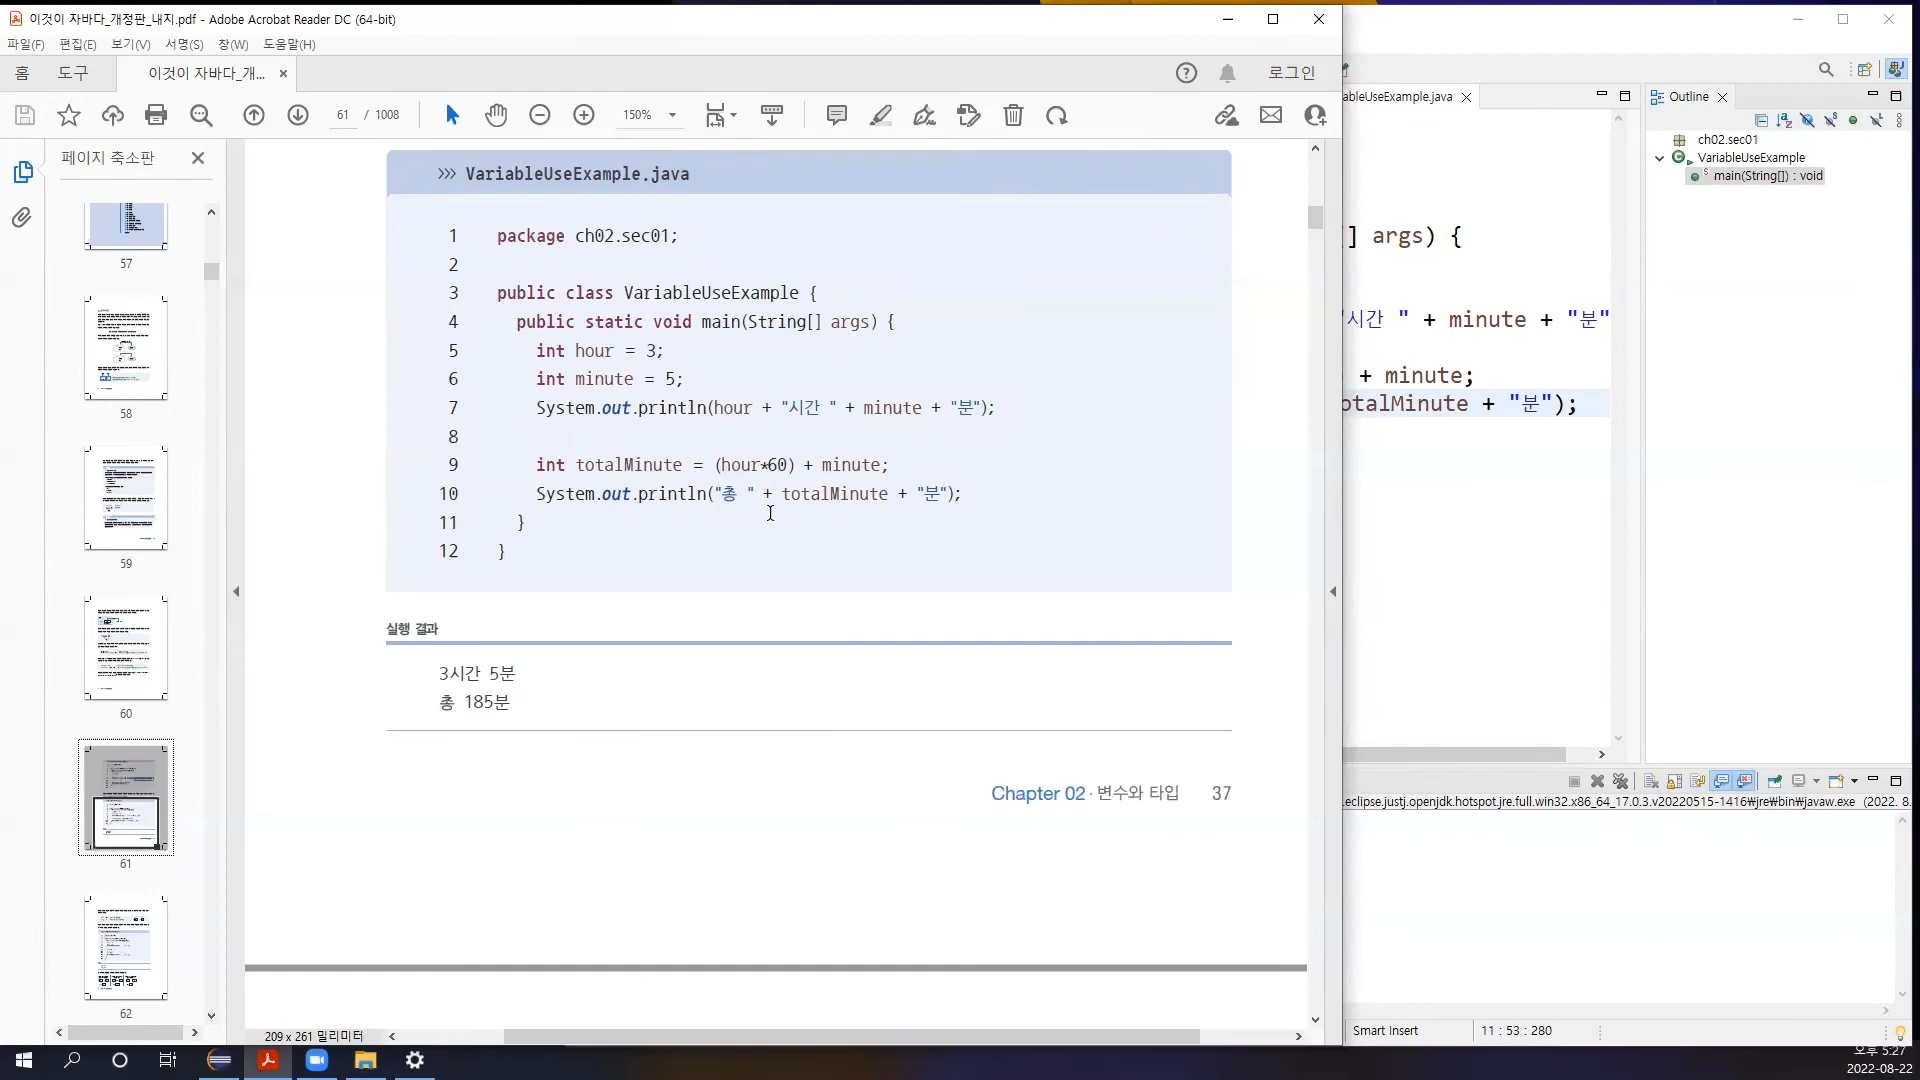 이것이 자바다_개정판_내지.pdf - Adobe Acrobat Reader DC (64-bit)
파일(F) 편집(E) 보기(V) 서명(S) 창(W) 도움말(H)
홈 도구 이것이 자바다_개... 로그인
61 / 1008 150%
페이지 축소판
57
58
59
60
61
62
>>> VariableUseExample.java
1 package ch02.sec01;
2
3 public class VariableUseExample {
4 public static void main(String[] args) {
5 int hour = 3;
6 int minute = 5;
7 System.out.println(hour + "시간 " + minute + "분");
8
9 int totalMinute = (hour*60) + minute;
10 System.out.println("총 " + totalMinute + "분");
11 }
12 }
실행 결과
3시간 5분
총 185분
Chapter 02 · 변수와 타입 37
209 x 261 밀리미터
ableUseExample.java
] args) {
시간 " + minute + "분"
+ minute;
otalMinute + "분");
Outline
ch02.sec01
VariableUseExample
main(String[]) : void
.eclipse.justj.openjdk.hotspot.jre.full.win32.x86_64_17.0.3.v20220515-1416₩jre₩bin₩javaw.exe (2022. 8.
Smart Insert 11 : 53 : 280
오후 5:27
2022-08-22